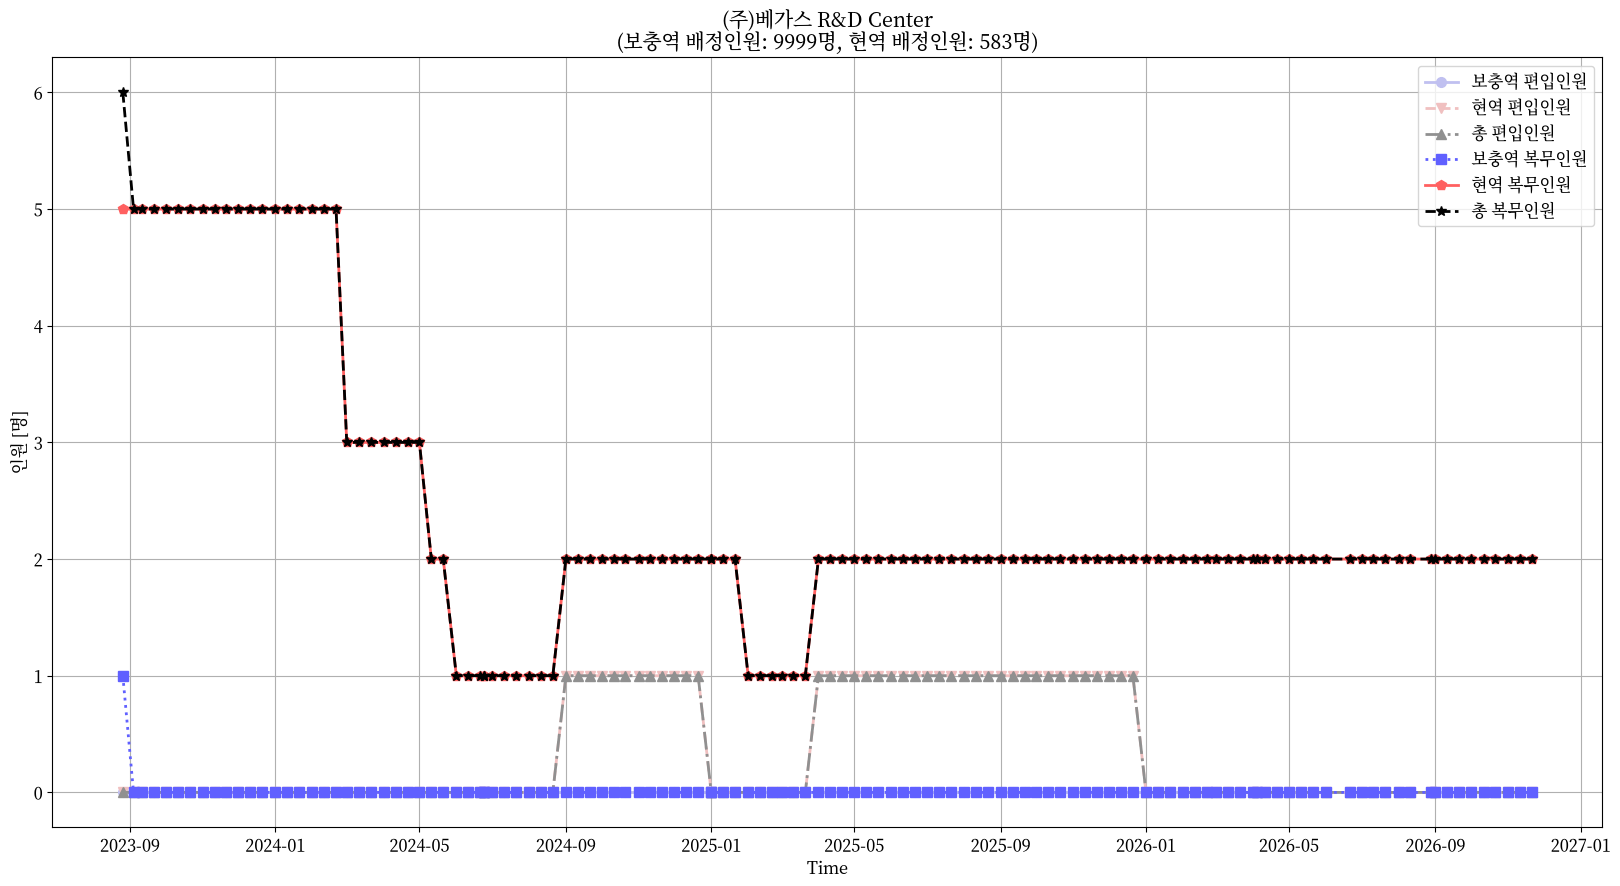 (주)베가스 R&D Center
(보충역 배정인원: 9999명, 현역 배정인원: 583명)
보충역 편입인원
현역 편입인원
총 편입인원
보충역 복무인원
현역 복무인원
총 복무인원
인원 [명]
6
5
4
3
2
1
0
2023-09
2024-01
2024-05
2024-09
2025-01
2025-05
2025-09
2026-01
2026-05
2026-09
2027-01
Time